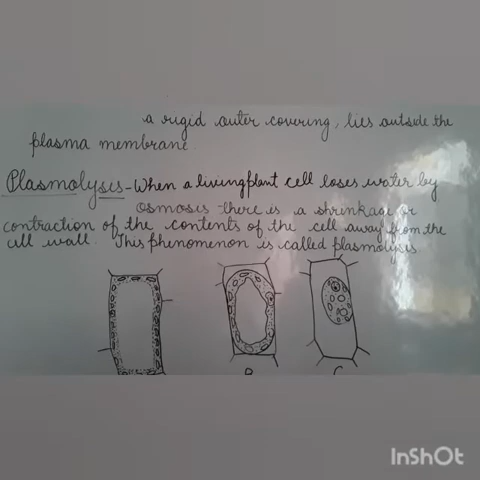 a rigid outer covering, lies outside the
plasma membrane.
Plasmolysis - When a living plant cell loses water by
osmosis there is a shrinkage or
contraction of the contents of the cell away from the
cell wall. This phenomenon is called plasmolysis.
B C
InShOt